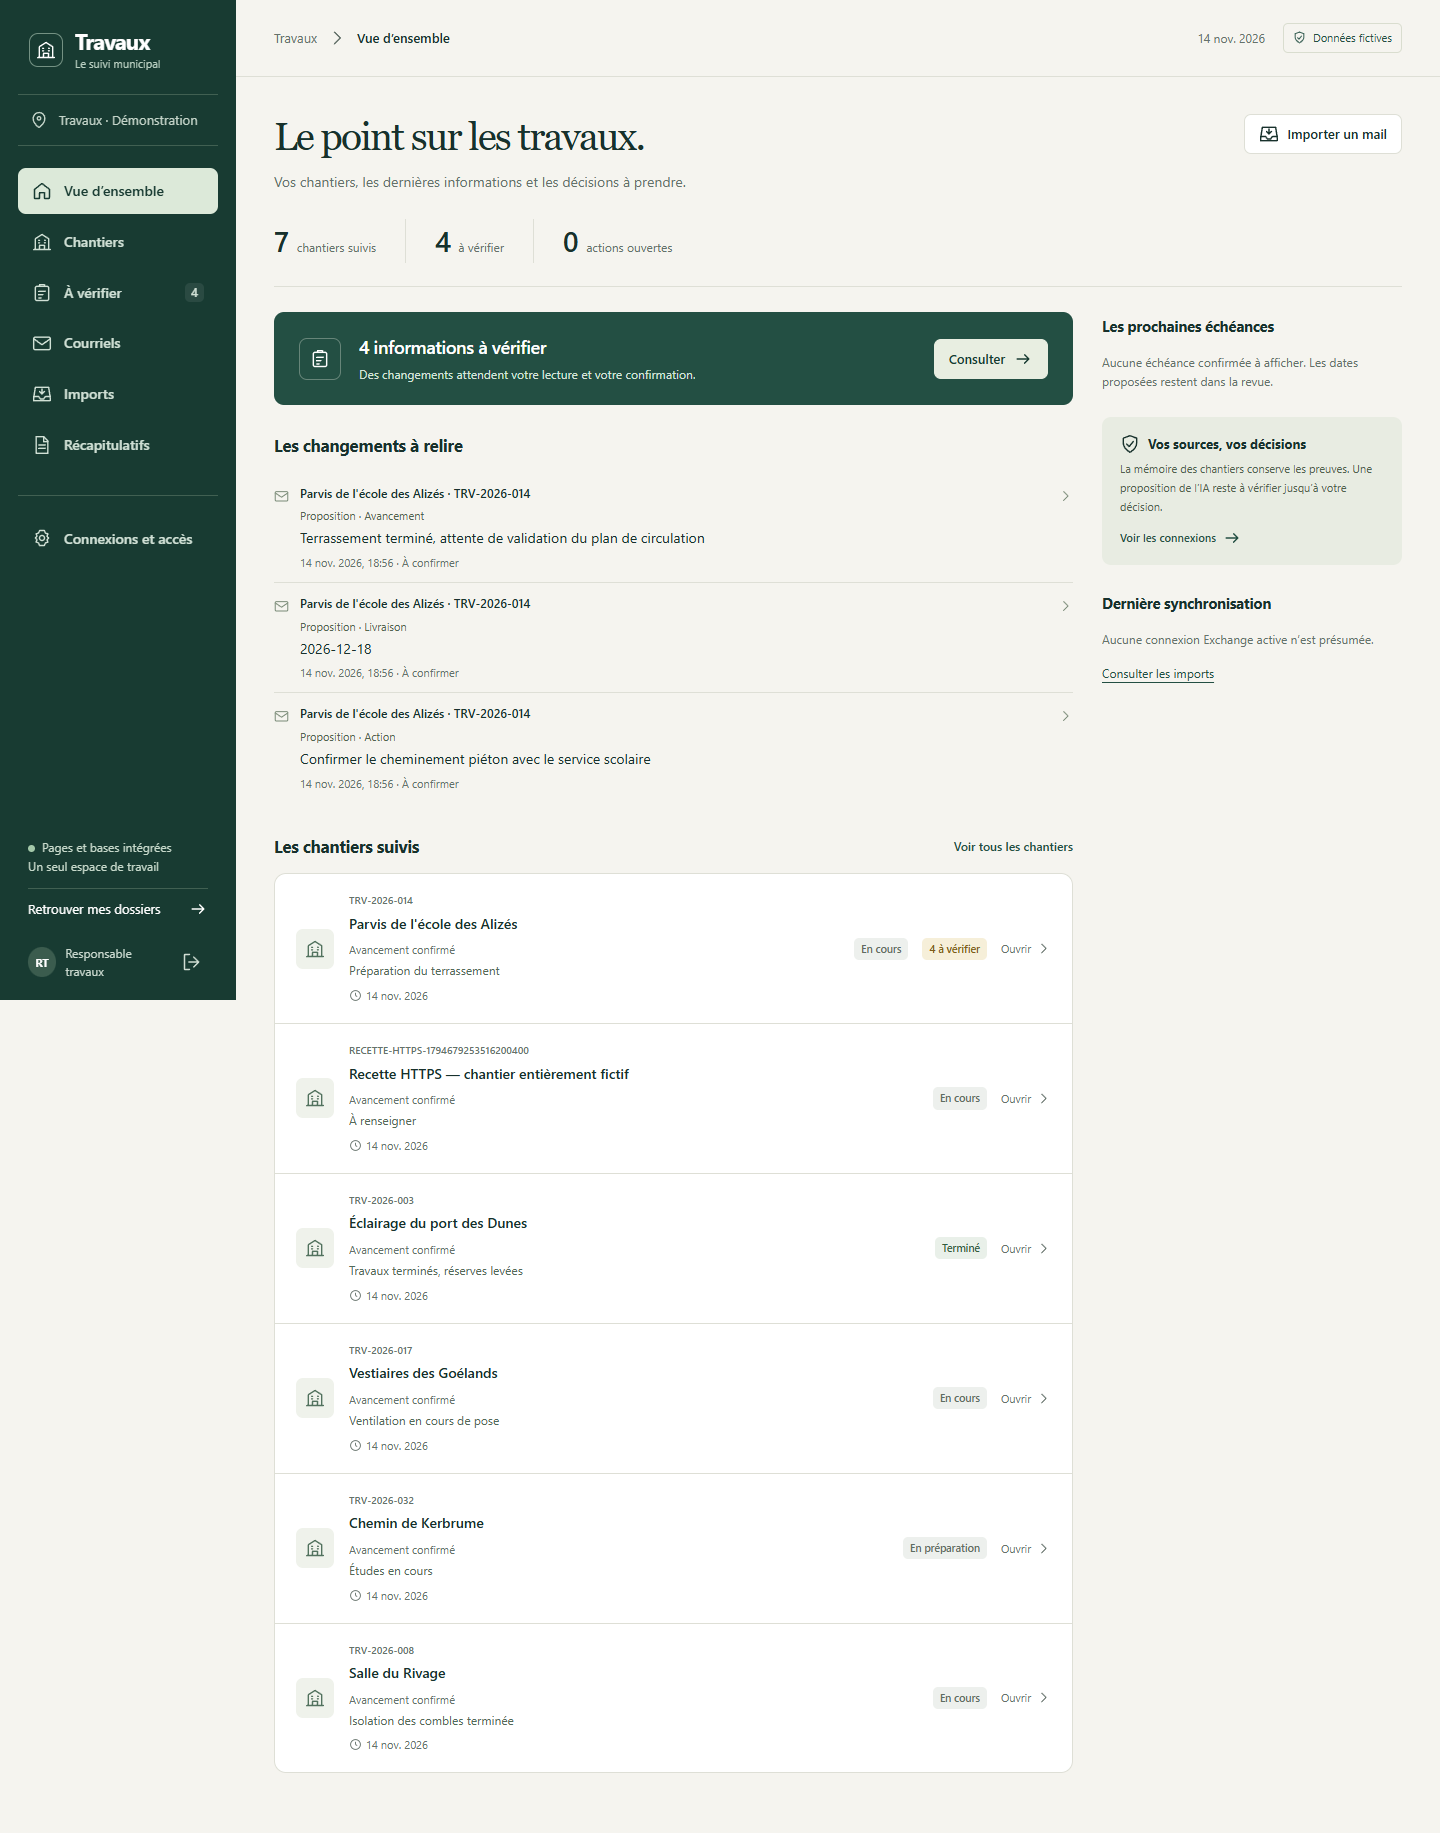 Travaux
Le suivi municipal
Travaux · Démonstration
Vue d’ensemble
Chantiers
À vérifier
4
Courriels
Imports
Récapitulatifs
Connexions et accès
Pages et bases intégrées
Un seul espace de travail
Retrouver mes dossiers
RT
Responsable
travaux
Travaux
Vue d’ensemble
14 nov. 2026
Données fictives
Le point sur les travaux.
Importer un mail
Vos chantiers, les dernières informations et les décisions à prendre.
7 chantiers suivis
4 à vérifier
0 actions ouvertes
4 informations à vérifier
Des changements attendent votre lecture et votre confirmation.
Consulter
Les changements à relire
Parvis de l'école des Alizés · TRV-2026-014
Proposition · Avancement
Terrassement terminé, attente de validation du plan de circulation
14 nov. 2026, 18:56 · À confirmer
Parvis de l'école des Alizés · TRV-2026-014
Proposition · Livraison
2026-12-18
14 nov. 2026, 18:56 · À confirmer
Parvis de l'école des Alizés · TRV-2026-014
Proposition · Action
Confirmer le cheminement piéton avec le service scolaire
14 nov. 2026, 18:56 · À confirmer
Les chantiers suivis
Voir tous les chantiers
TRV-2026-014
Parvis de l'école des Alizés
Avancement confirmé
Préparation du terrassement
14 nov. 2026
En cours
4 à vérifier
Ouvrir
RECETTE-HTTPS-1794679253516200400
Recette HTTPS — chantier entièrement fictif
Avancement confirmé
À renseigner
14 nov. 2026
En cours
Ouvrir
TRV-2026-003
Éclairage du port des Dunes
Avancement confirmé
Travaux terminés, réserves levées
14 nov. 2026
Terminé
Ouvrir
TRV-2026-017
Vestiaires des Goélands
Avancement confirmé
Ventilation en cours de pose
14 nov. 2026
En cours
Ouvrir
TRV-2026-032
Chemin de Kerbrume
Avancement confirmé
Études en cours
14 nov. 2026
En préparation
Ouvrir
TRV-2026-008
Salle du Rivage
Avancement confirmé
Isolation des combles terminée
14 nov. 2026
En cours
Ouvrir
Les prochaines échéances
Aucune échéance confirmée à afficher. Les dates
proposées restent dans la revue.
Vos sources, vos décisions
La mémoire des chantiers conserve les preuves. Une
proposition de l’IA reste à vérifier jusqu’à votre
décision.
Voir les connexions
Dernière synchronisation
Aucune connexion Exchange active n’est présumée.
Consulter les imports